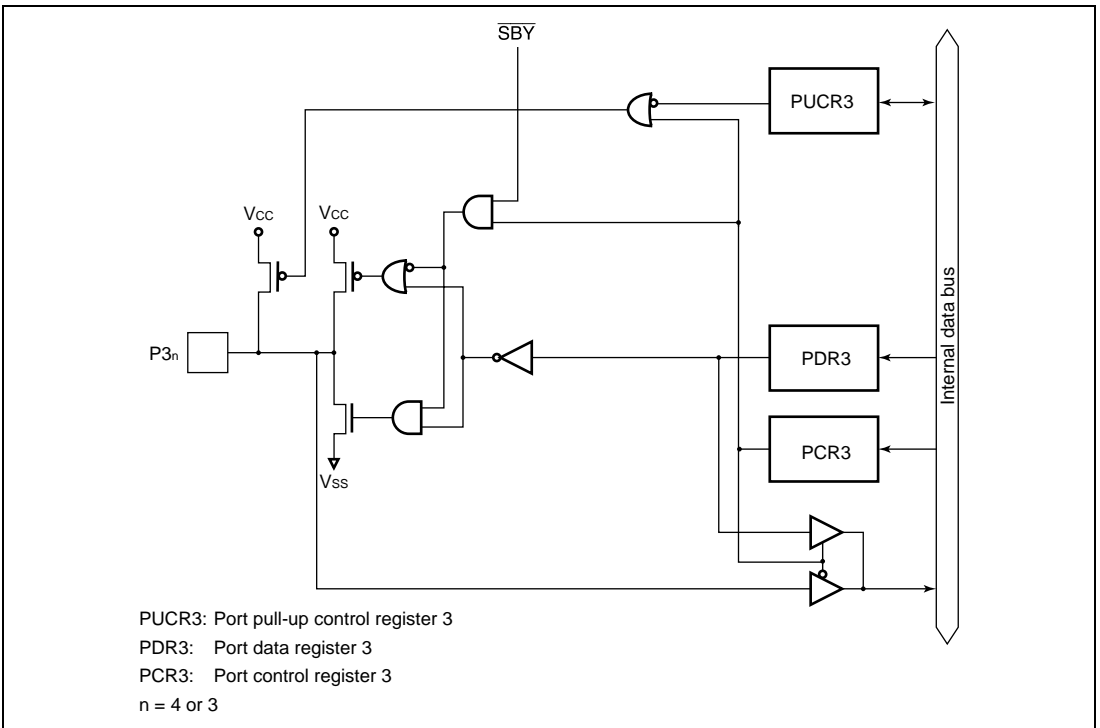 SBY
PUCR3
VCC VCC
Internal data bus
P3n
PDR3
PCR3
VSS
PUCR3: Port pull-up control register 3
PDR3: Port data register 3
PCR3: Port control register 3
n = 4 or 3